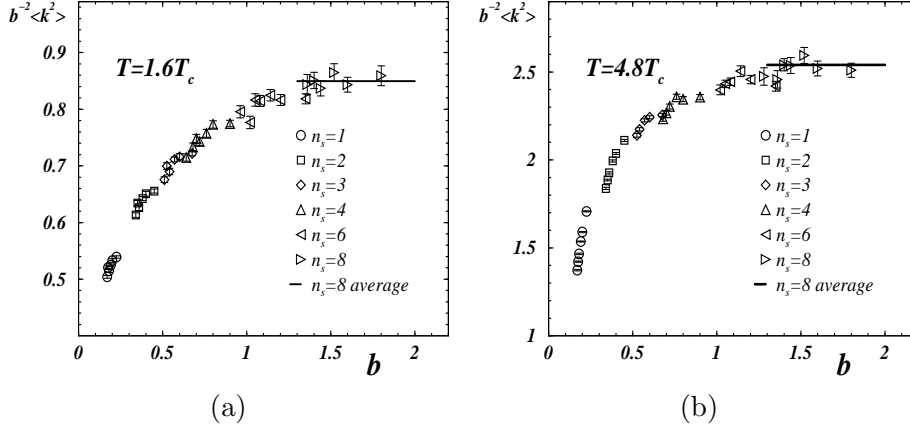 b⁻²<k²>
T=1.6T_c
0.9
0.8
0.7
0.6
0.5
n_s=1
n_s=2
n_s=3
n_s=4
n_s=6
n_s=8
n_s=8 average
0 0.5 1 1.5 2
b
(a)
b⁻²<k²>
T=4.8T_c
3
2.5
2
1.5
1
n_s=1
n_s=2
n_s=3
n_s=4
n_s=6
n_s=8
n_s=8 average
0 0.5 1 1.5 2
b
(b)